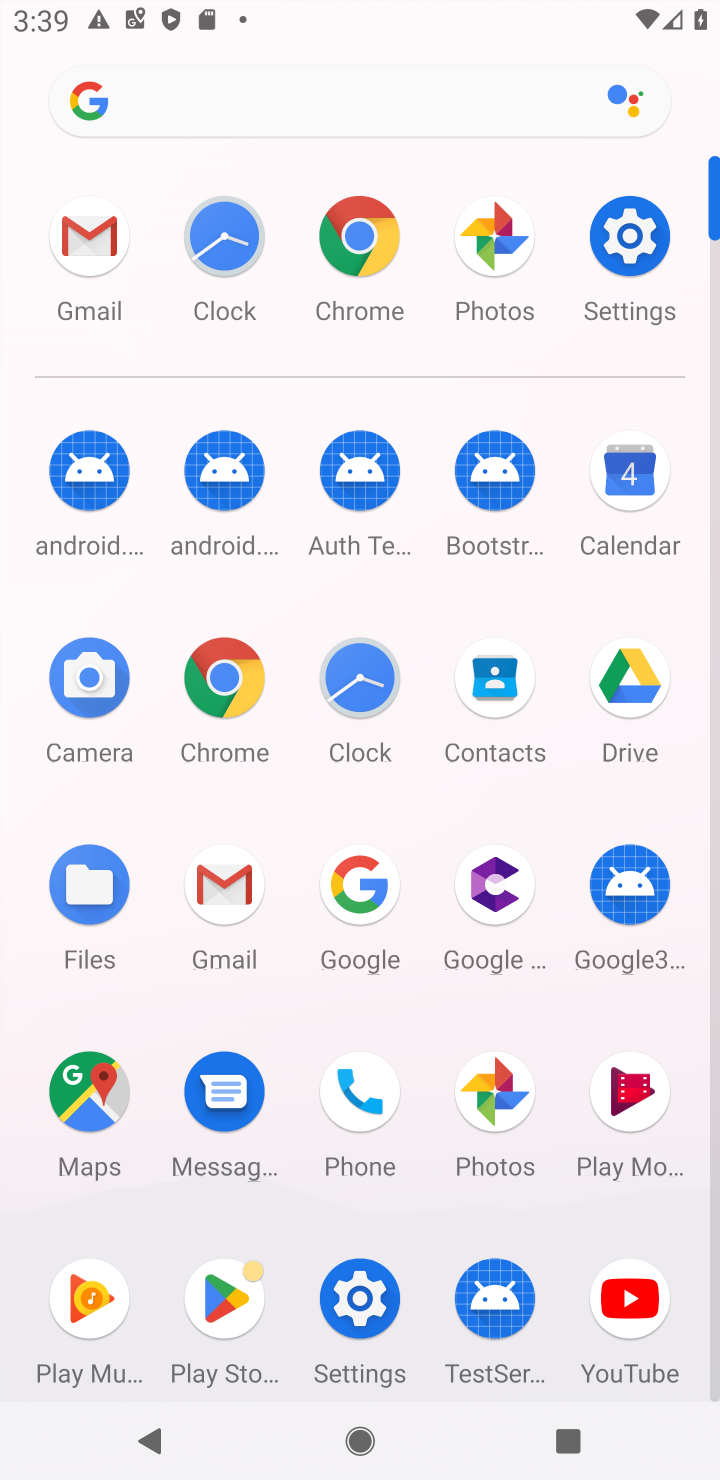 3:39
Gmail Clock Chrome Photos Settings
android.... android.... Auth Te... Bootstr... Calendar
4
Camera Chrome Clock Contacts Drive
Files Gmail Google Google ... Google3...
Maps Messag... Phone Photos Play Mo...
Play Mu... Play Sto... Settings TestSer... YouTube